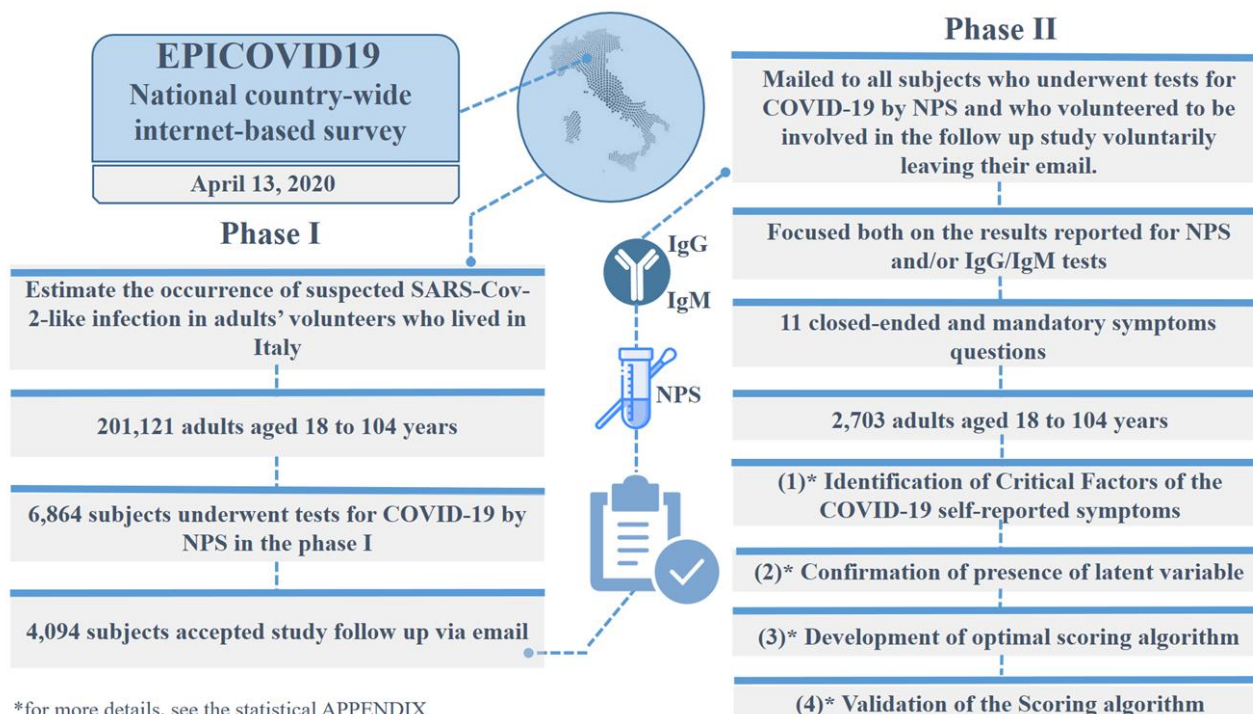 EPICOVID19
National country-wide
internet-based survey
April 13, 2020
Phase I
Estimate the occurrence of suspected SARS-Cov-
2-like infection in adults’ volunteers who lived in
Italy
201,121 adults aged 18 to 104 years
6,864 subjects underwent tests for COVID-19 by
NPS in the phase I
4,094 subjects accepted study follow up via email
*for more details, see the statistical APPENDIX
IgG
IgM
NPS
Phase II
Mailed to all subjects who underwent tests for
COVID-19 by NPS and who volunteered to be
involved in the follow up study voluntarily
leaving their email.
Focused both on the results reported for NPS
and/or IgG/IgM tests
11 closed-ended and mandatory symptoms
questions
2,703 adults aged 18 to 104 years
(1)* Identification of Critical Factors of the
COVID-19 self-reported symptoms
(2)* Confirmation of presence of latent variable
(3)* Development of optimal scoring algorithm
(4)* Validation of the Scoring algorithm